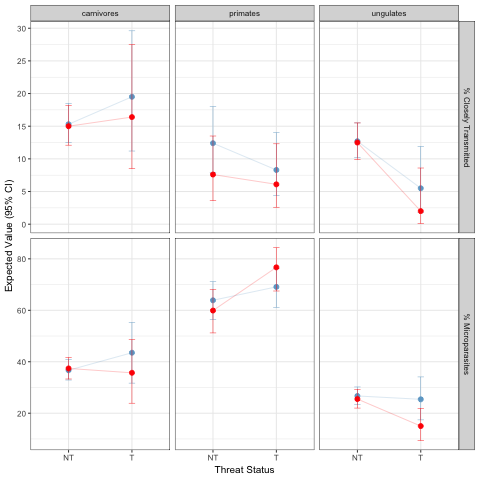 carnivores primates ungulates
30
25
20
15
10
5
0
% Closely Transmitted
80
60
40
20
% Microparasites
Expected Value (95% CI)
NT T NT T NT T
Threat Status